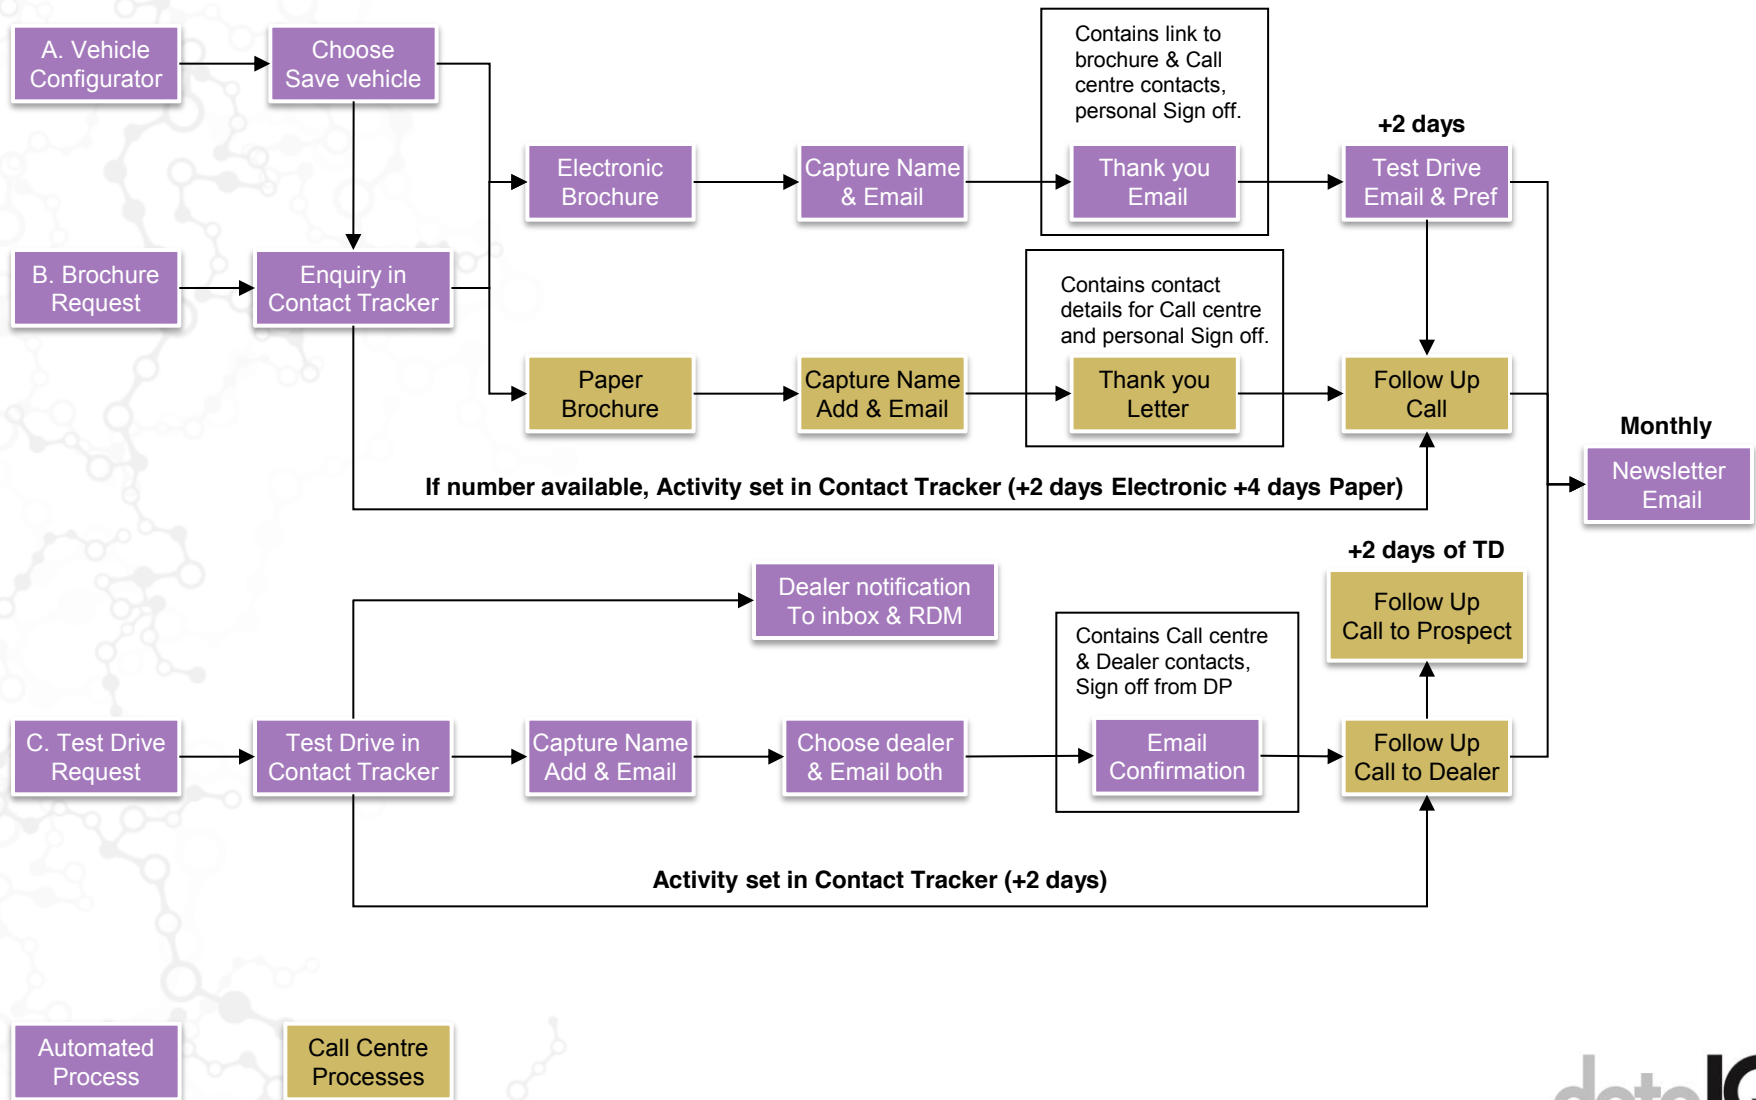 A. Vehicle
Configurator
Choose
Save vehicle
Contains link to
brochure & Call
centre contacts,
personal Sign off.
+2 days
Electronic
Brochure
Capture Name
& Email
Thank you
Email
Test Drive
Email & Pref
B. Brochure
Request
Enquiry in
Contact Tracker
Contains contact
details for Call centre
and personal Sign off.
Paper
Brochure
Capture Name
Add & Email
Thank you
Letter
Follow Up
Call
Monthly
Newsletter
Email
If number available, Activity set in Contact Tracker (+2 days Electronic +4 days Paper)
+2 days of TD
Dealer notification
To inbox & RDM
Follow Up
Call to Prospect
Contains Call centre
& Dealer contacts,
Sign off from DP
C. Test Drive
Request
Test Drive in
Contact Tracker
Capture Name
Add & Email
Choose dealer
& Email both
Email
Confirmation
Follow Up
Call to Dealer
Activity set in Contact Tracker (+2 days)
Automated
Process
Call Centre
Processes